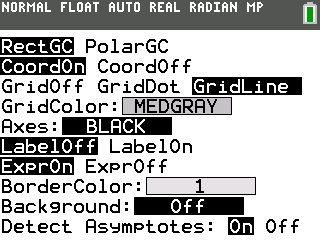 NORMAL FLOAT AUTO REAL RADIAN MP
RectGC PolarGC
CoordOn CoordOff
GridOff GridDot GridLine
GridColor: MEDGRAY
Axes: BLACK
LabelOff LabelOn
ExprOn ExprOff
BorderColor: 1
Background: Off
Detect Asymptotes: On Off